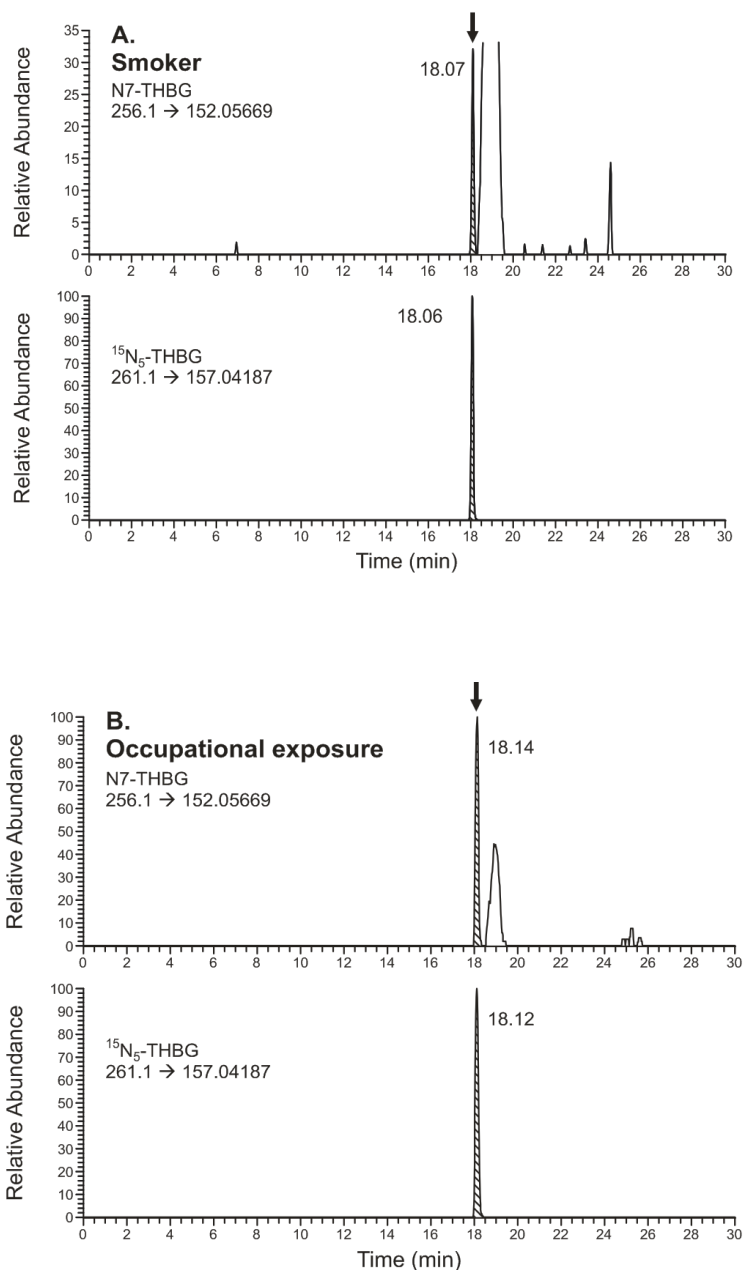 A.
Smoker
N7-THBG
256.1 → 152.05669
18.07
Relative Abundance
35
30
25
20
15
10
5
0
0 2 4 6 8 10 12 14 16 18 20 22 24 26 28 30
18.06
¹⁵N₅-THBG
261.1 → 157.04187
Relative Abundance
100
90
80
70
60
50
40
30
20
10
0
0 2 4 6 8 10 12 14 16 18 20 22 24 26 28 30
Time (min)
B.
Occupational exposure
N7-THBG
256.1 → 152.05669
18.14
Relative Abundance
100
90
80
70
60
50
40
30
20
10
0
0 2 4 6 8 10 12 14 16 18 20 22 24 26 28 30
18.12
¹⁵N₅-THBG
261.1 → 157.04187
Relative Abundance
100
90
80
70
60
50
40
30
20
10
0
0 2 4 6 8 10 12 14 16 18 20 22 24 26 28 30
Time (min)